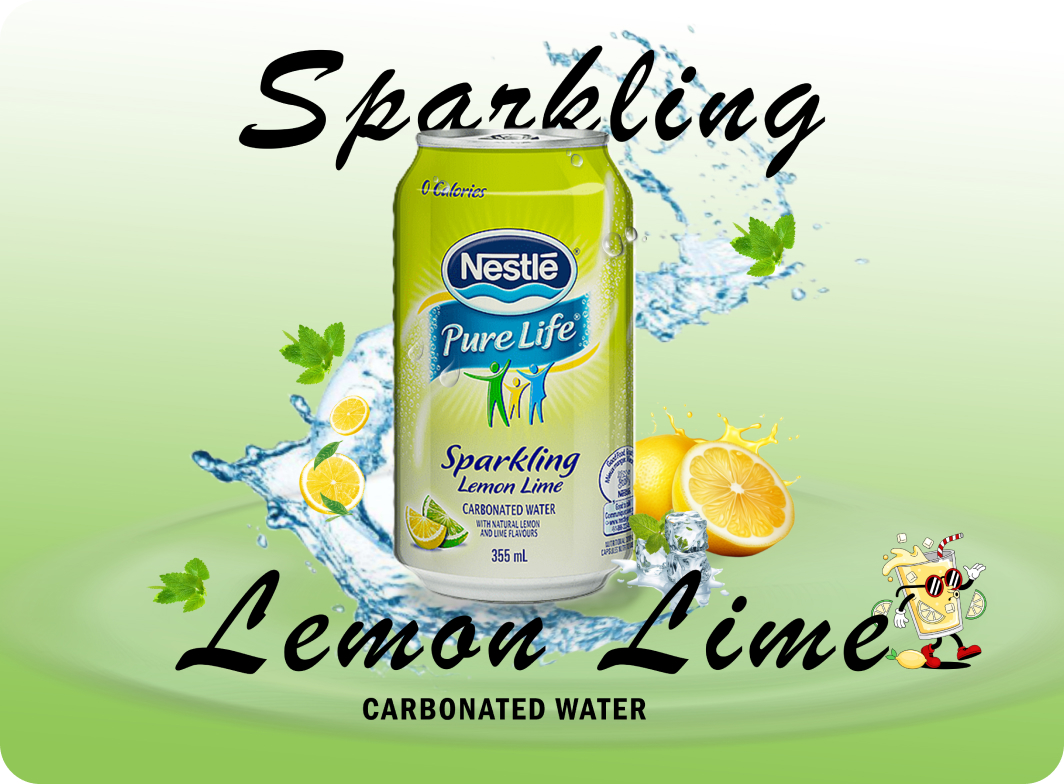 Sparkling
0 Calories
Nestlé
Pure Life
Sparkling
Lemon Lime
CARBONATED WATER
WITH NATURAL LEMON
AND LIME FLAVOURS
355 mL
Lemon Lime
CARBONATED WATER